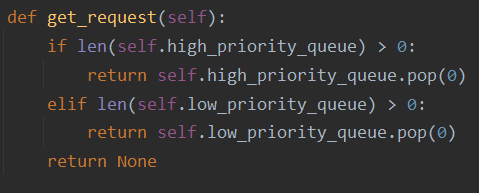 def get_request(self):
    if len(self.high_priority_queue) > 0:
        return self.high_priority_queue.pop(0)
    elif len(self.low_priority_queue) > 0:
        return self.low_priority_queue.pop(0)
    return None